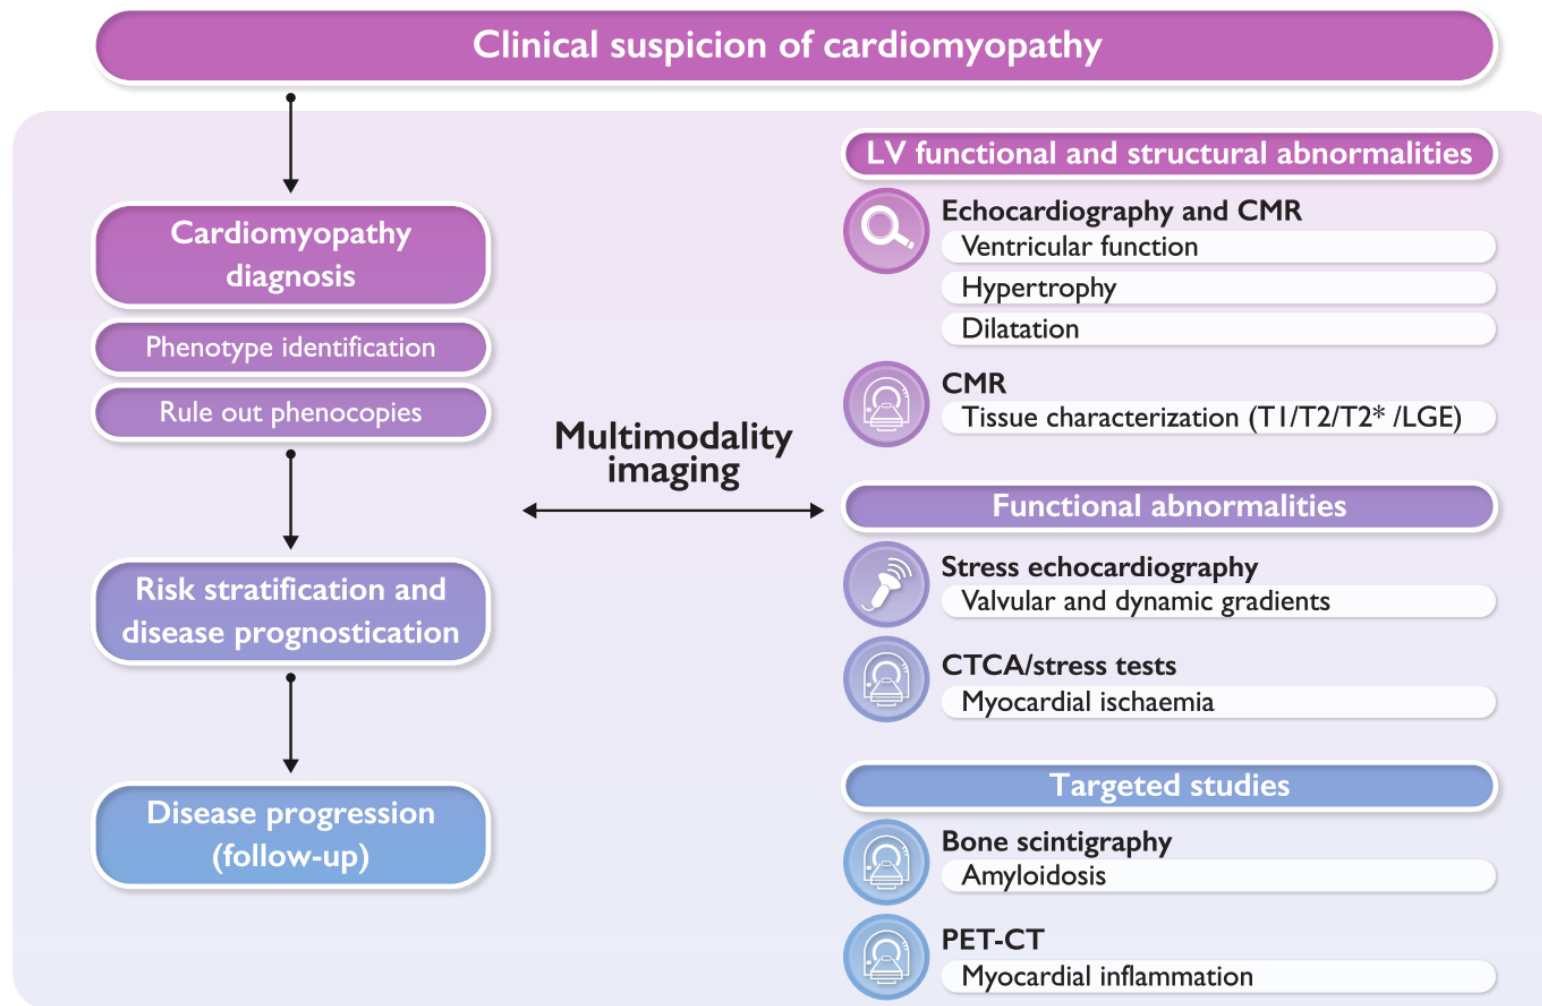 Clinical suspicion of cardiomyopathy
Cardiomyopathy
diagnosis
Phenotype identification
Rule out phenocopies
Risk stratification and
disease prognostication
Disease progression
(follow-up)
Multimodality
imaging
LV functional and structural abnormalities
Echocardiography and CMR
Ventricular function
Hypertrophy
Dilatation
CMR
Tissue characterization (T1/T2/T2* /LGE)
Functional abnormalities
Stress echocardiography
Valvular and dynamic gradients
CTCA/stress tests
Myocardial ischaemia
Targeted studies
Bone scintigraphy
Amyloidosis
PET-CT
Myocardial inflammation